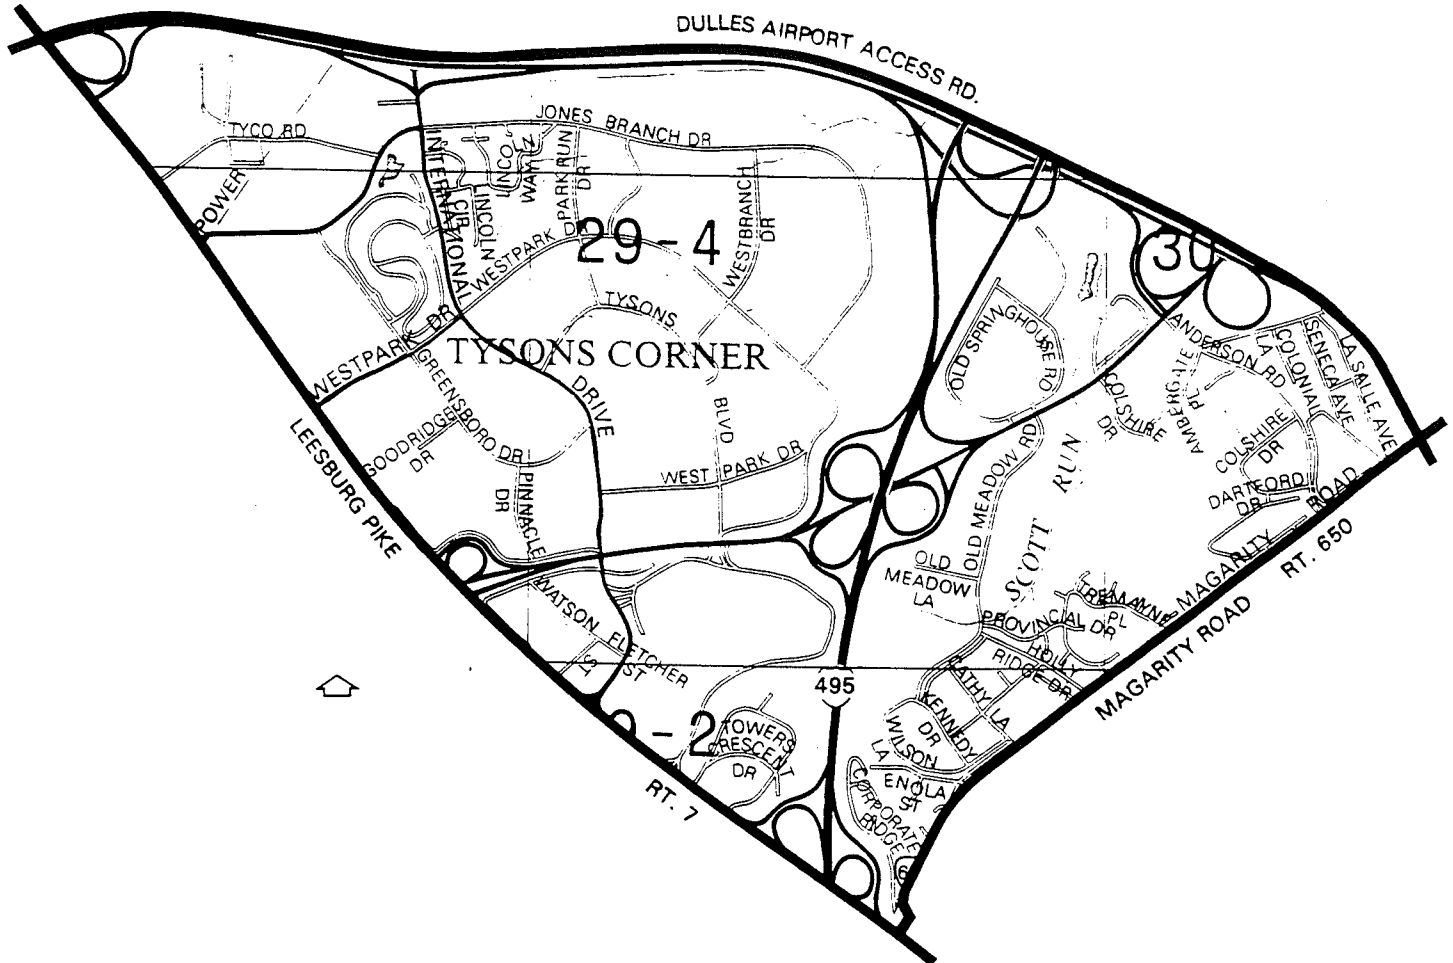 DULLES AIRPORT ACCESS RD.
JONES BRANCH DR
TYCO RD
POWER
INTERNATIONAL
DRIVE
CIR
LINCOLN
LINCOLN
WAY
PARK RUN
DR
WESTBRANCH
DR
WESTPARK DR
29-4
30
TYSONS
BLVD
TYSONS CORNER
WESTPARK DR
GREENSBORO DR
GOODRIDGE
DR
PINNACLE
DR
WEST PARK DR
LEESBURG PIKE
OLD SPRINGHOUSE RD
ANDERSON RD
COLSHIRE
DR
AMBERGATE
PL
LA
COLONIAL
SENECA AVE
LA SALLE AVE
COLSHIRE
DR
DARTFORD
DR
MAGARITY ROAD
RT. 650
MAGARITY ROAD
OLD MEADOW RD
OLD
MEADOW
LA
SCOTT RUN
TREMAYNE
PL
PROVINCIAL DR
HOLLY
RIDGE DR
CATHY LA
KENNEDY
DR
WILSON
LA
ENOLA
ST
CORPORATE
RIDGE
WATSON
ST
FLETCHER
ST
495
-2
TOWERS
CRESCENT
DR
RT. 7
6